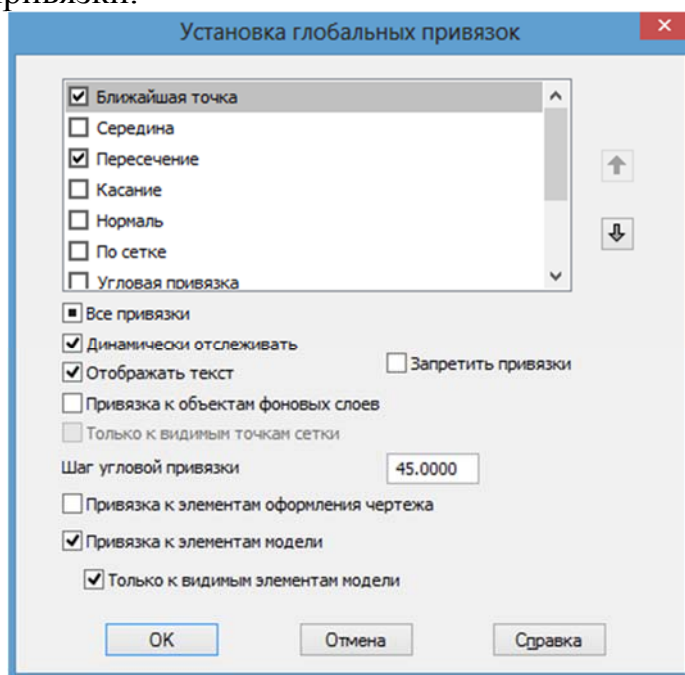 привязки.
Установка глобальных привязок
Ближайшая точка
Середина
Пересечение
Касание
Нормаль
По сетке
Угловая привязка
Все привязки
Динамически отслеживать
Отображать текст
Запретить привязки
Привязка к объектам фоновых слоев
Только к видимым точкам сетки
Шаг угловой привязки 45.0000
Привязка к элементам оформления чертежа
Привязка к элементам модели
Только к видимым элементам модели
OK Отмена Справка